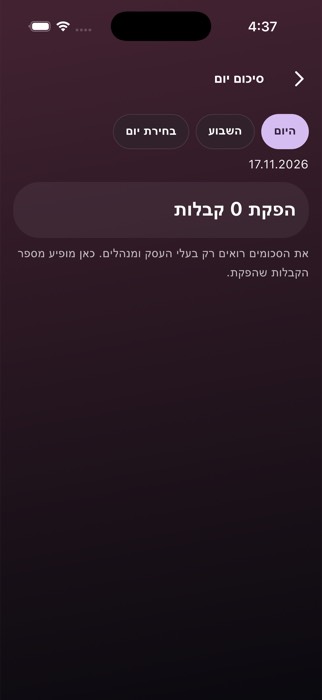 4:37
סיכום יום
היום
השבוע
בחירת יום
17.11.2026
הפקת 0 קבלות
את הסכומים רואים רק בעלי העסק ומנהלים. כאן מופיע מספר
הקבלות שהפקת.